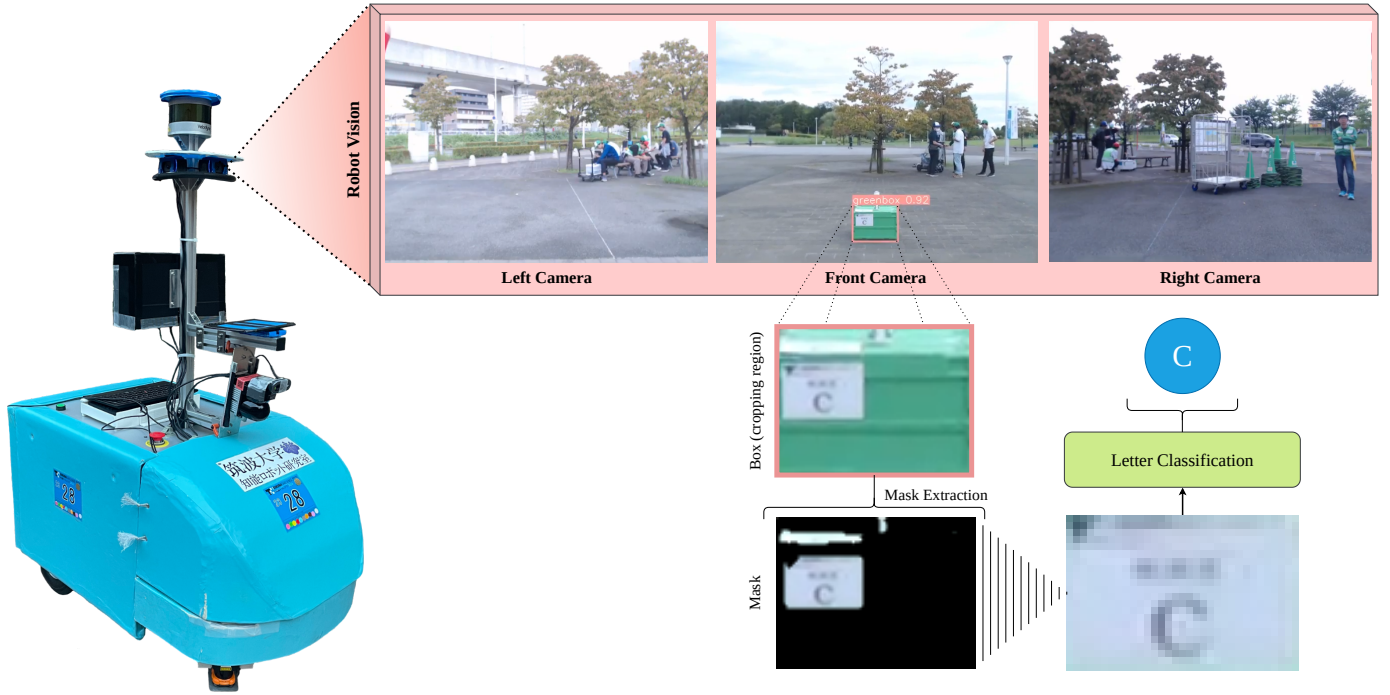 Robot Vision
greenbox 0.92
Left Camera
Front Camera
Right Camera
Box (cropping region)
C
C
Letter Classification
Mask Extraction
Mask
C
C
筑波大学
知能ロボット研究室
28
28